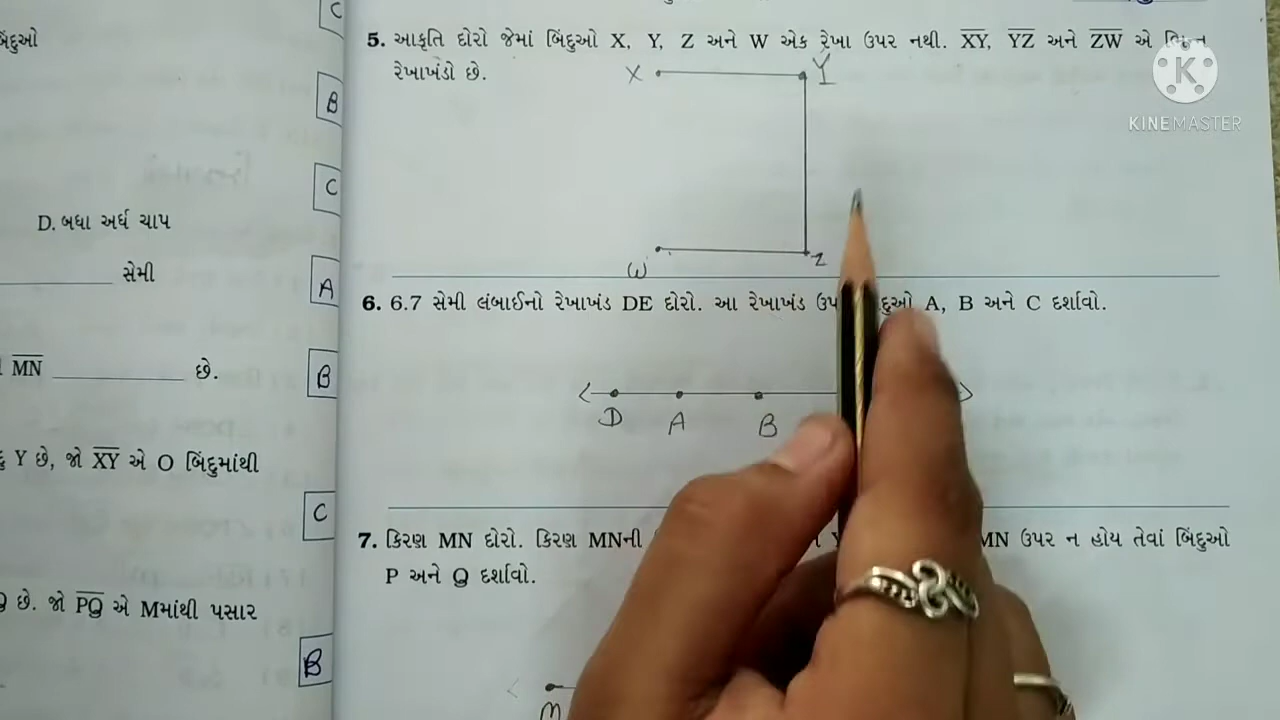 C
બિંદુઓ
B
C
D. બધા અર્ધ ચાપ
સેમી
A
MN ____________ છે.
B
Y છે, જો XY એ O બિંદુમાંથી
C
છે. જો PQ એ Mમાંથી પસાર
B
5. આકૃતિ દોરો જેમાં બિંદુઓ X, Y, Z અને W એક રેખા ઉપર નથી. XY, YZ અને ZW એ
રેખાખંડો છે.
X Y
W Z
6. 6.7 સેમી લંબાઈનો રેખાખંડ DE દોરો. આ રેખાખંડ A, B અને C દર્શાવો.
D A B
7. કિરણ MN દોરો. કિરણ MNની Y MN ઉપર ન હોય તેવાં બિંદુઓ
P અને Q દર્શાવો.
M
K
KINEMASTER